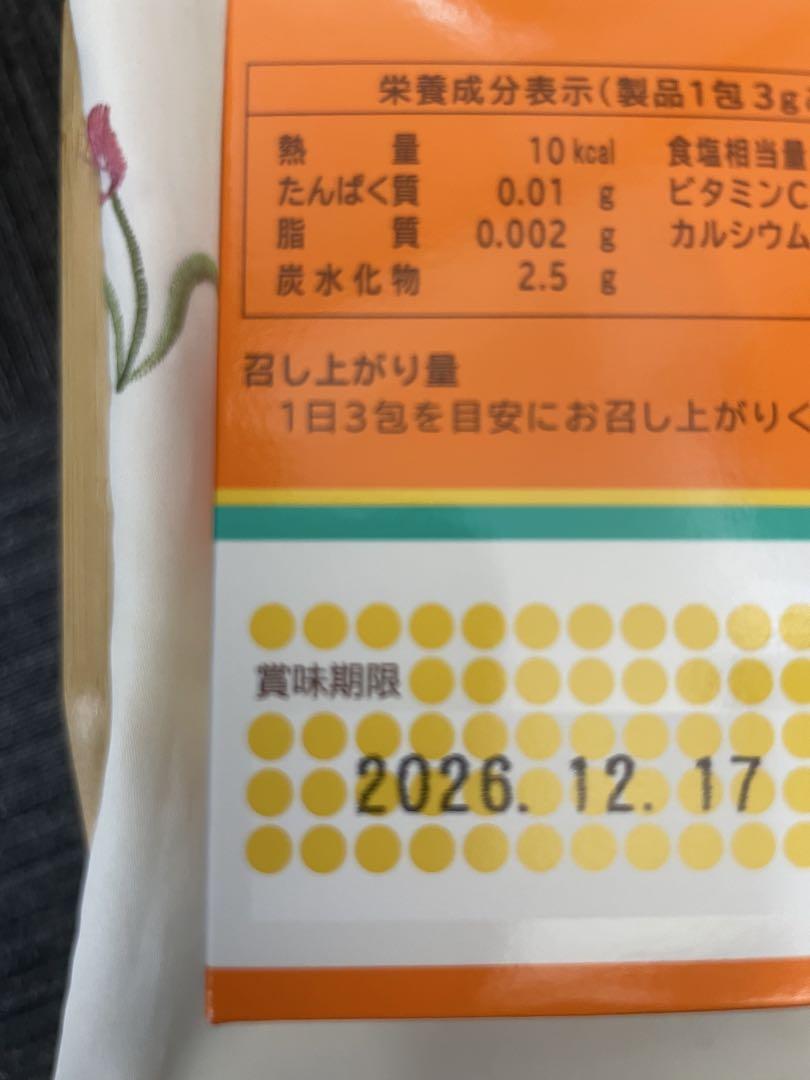 栄養成分表示(製品1包3g
熱量 10kcal 食塩相当量
たんぱく質 0.01 g ビタミンC
脂質 0.002 g カルシウム
炭水化物 2.5 g
召し上がり量
1日3包を目安にお召し上がりく
賞味期限
2026. 12. 17